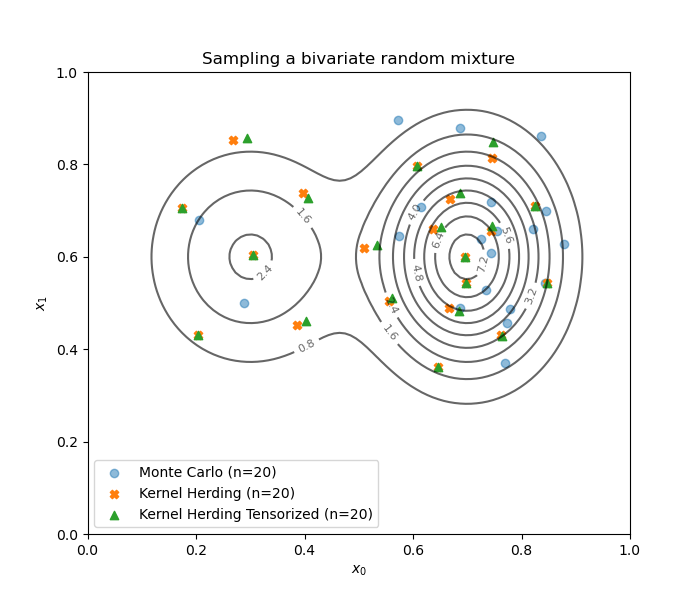 Sampling a bivariate random mixture
1.0
0.8
0.6
0.4
0.2
0.0
x₁
1.6
2.4
0.8
4.0
6.4
5.6
7.2
4.8
3.2
1.6
Monte Carlo (n=20)
Kernel Herding (n=20)
Kernel Herding Tensorized (n=20)
0.0 0.2 0.4 0.6 0.8 1.0
x₀